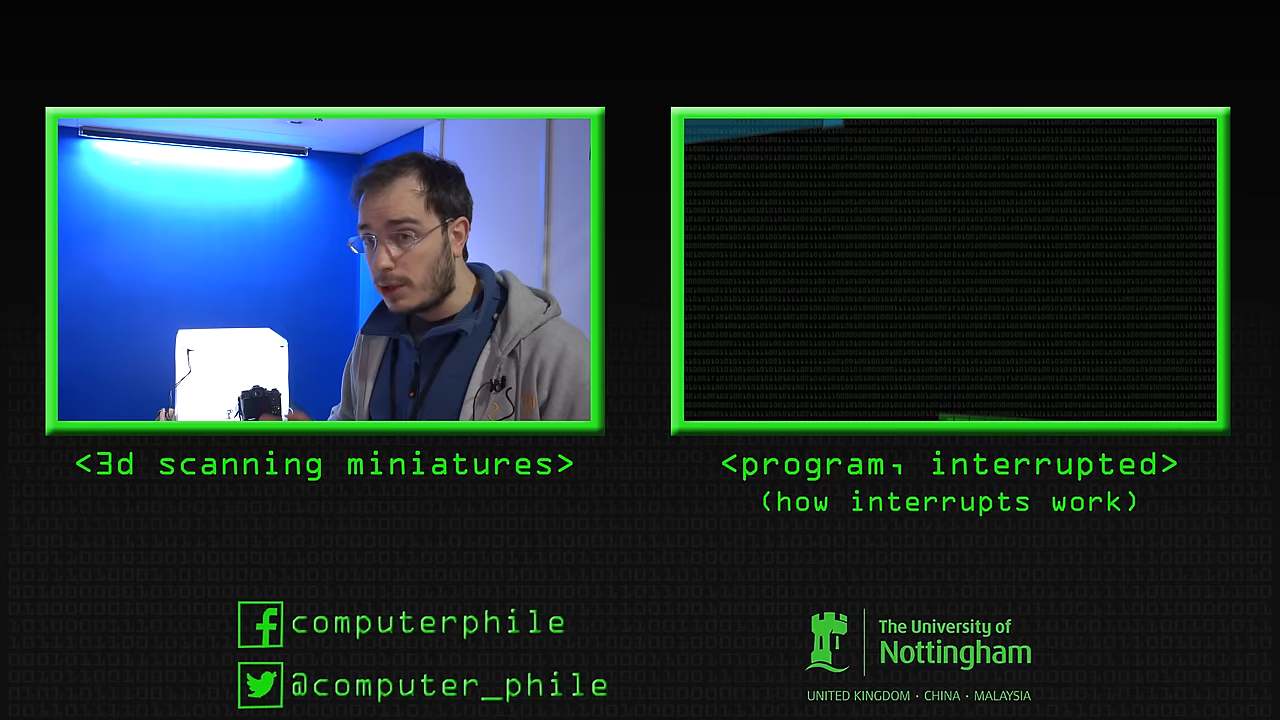 <3d scanning miniatures>
<program, interrupted>
(how interrupts work)
computerphile
@computer_phile
The University of
Nottingham
UNITED KINGDOM · CHINA · MALAYSIA